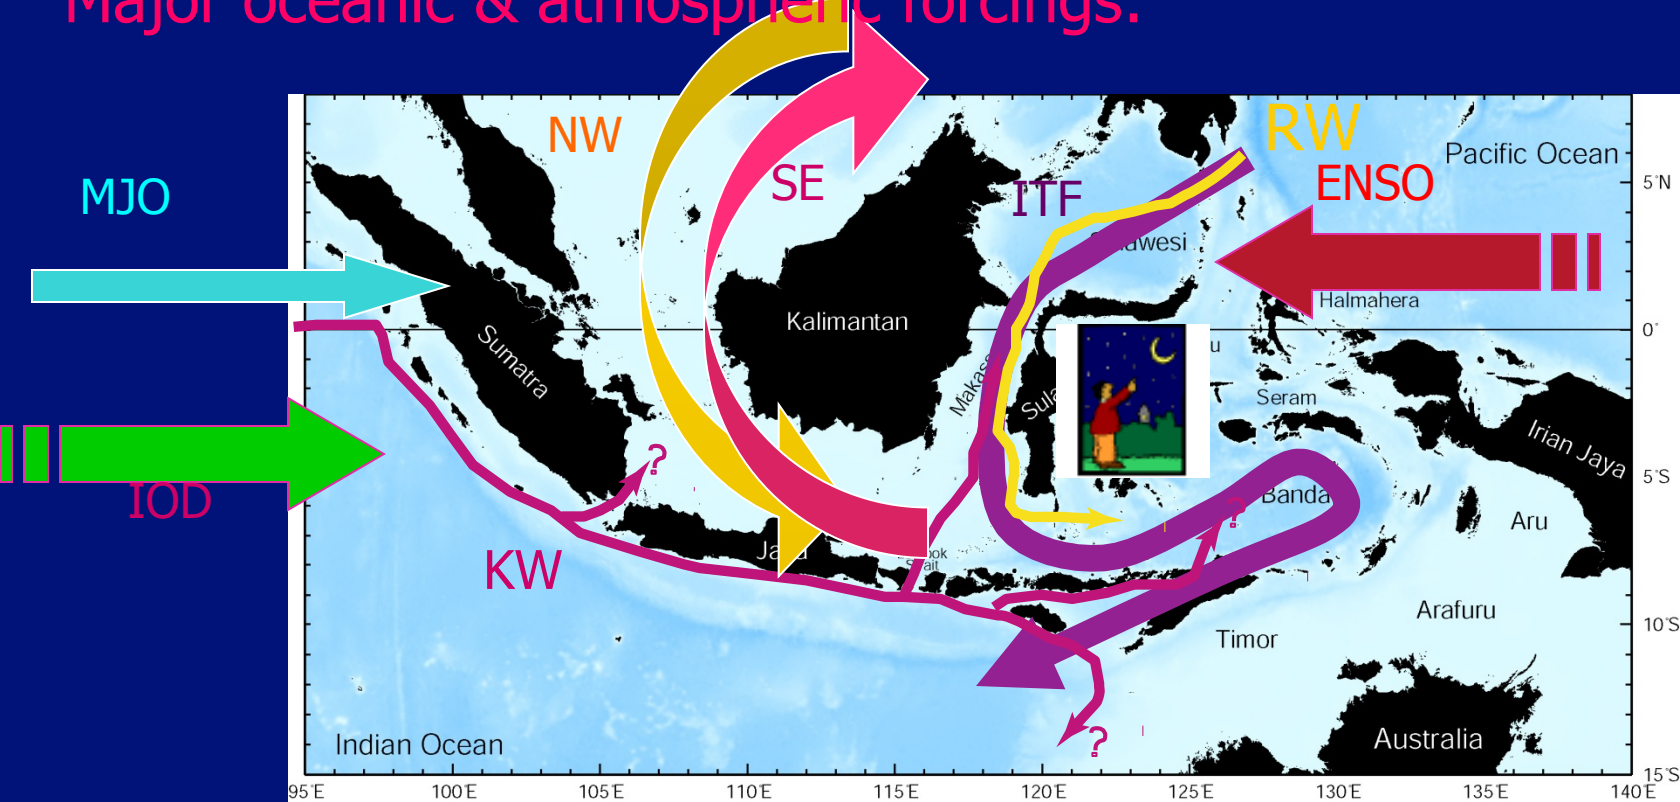 Major oceanic & atmospheric forcings:
NW
RW
Pacific Ocean
SE
ITF
ENSO
5°N
MJO
Halmahera
Kalimantan
0°
Sumatra
Seram
Irian Jaya
?
5°S
IOD
Banda
?
Aru
KW
Arafuru
10°S
Timor
Indian Ocean
?
Australia
15°S
95°E 100°E 105°E 110°E 115°E 120°E 125°E 130°E 135°E 140°E